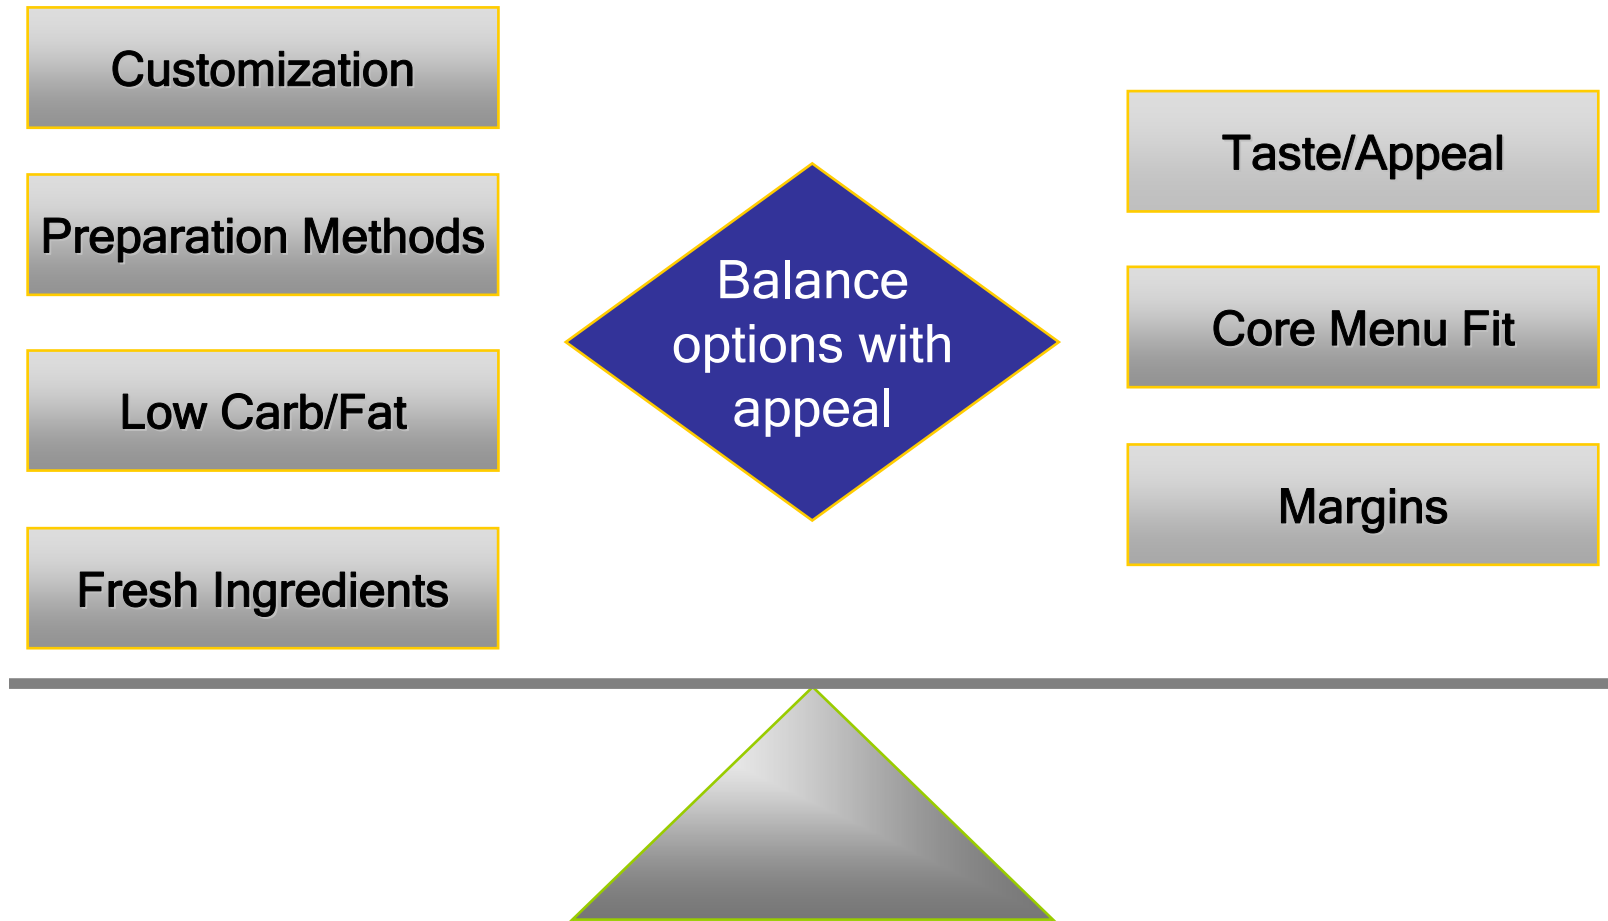 Customization
Preparation Methods
Low Carb/Fat
Fresh Ingredients
Balance
options with
appeal
Taste/Appeal
Core Menu Fit
Margins